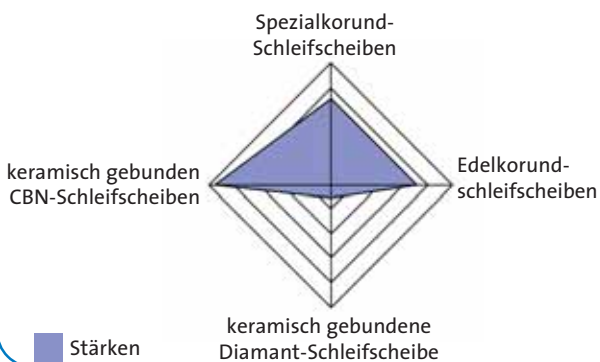 Spezialkorund-
Schleifscheiben
keramisch gebunden
CBN-Schleifscheiben
Edelkorund-
schleifscheiben
keramisch gebundene
Diamant-Schleifscheibe
Stärken